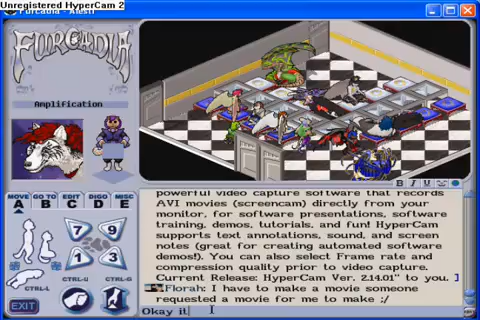 Unregistered HyperCam 2
Furcadia - Alesti
FURCADIA
Amplification
B I U
MOVE SCREEN EDIT DIGO MISC
A B C D E
7 9
1 3
CTRL-L CTRL-U CTRL-G
EXIT
powerful video capture software that records
AVI movies (screencam) directly from your
monitor, for software presentations, software
training, demos, tutorials, and fun! HyperCam
supports text annotations, sound, and screen
notes (great for creating automated software
demos!). You can also select Frame rate and
compression quality prior to video capture.
Current Release: HyperCam Ver. 2.14.01" to you. ]
Florah: I have to make a movie someone
requested a movie for me to make ;/
Okay it